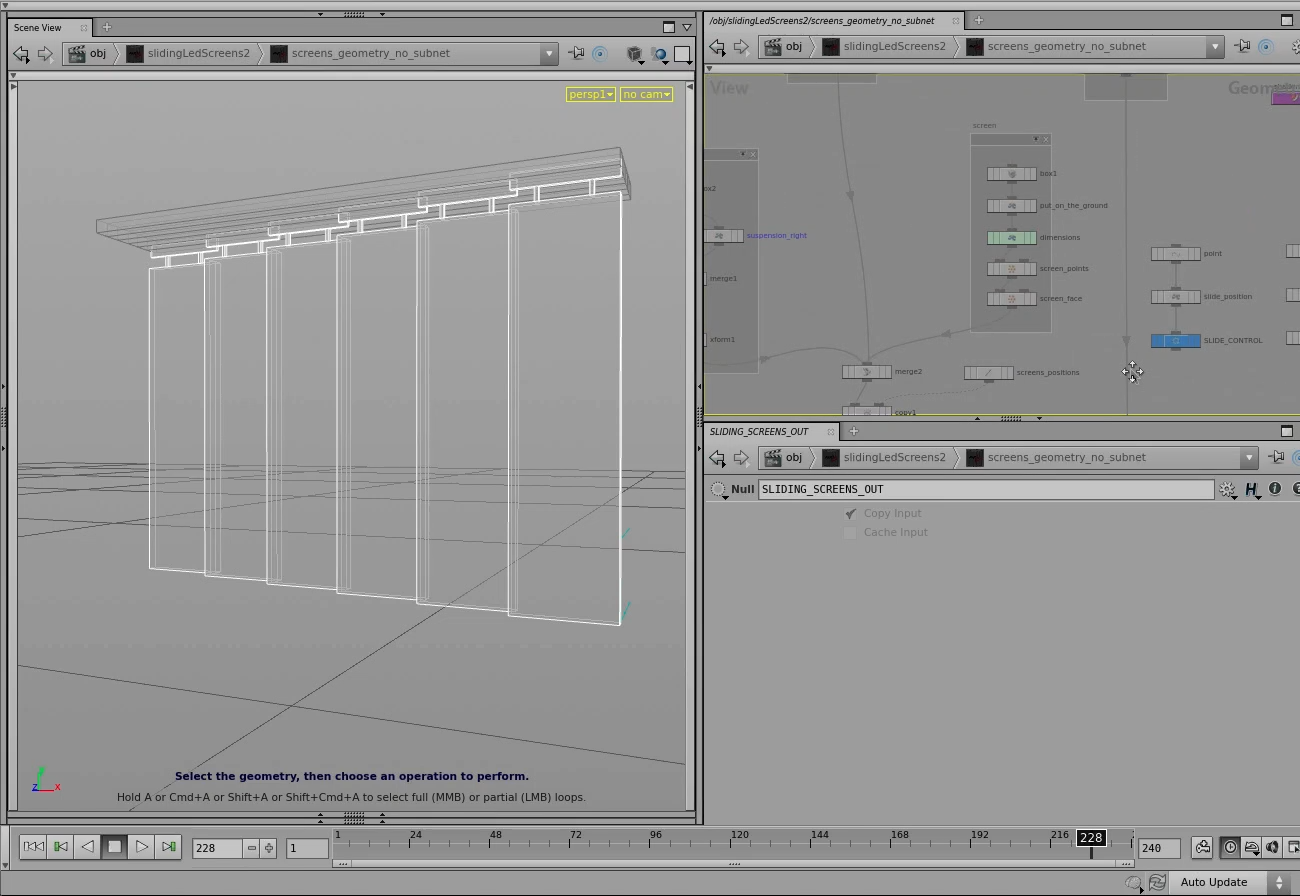 Scene View
obj slidingLedScreens2 screens_geometry_no_subnet
persp1 no cam
Select the geometry, then choose an operation to perform.
Hold A or Cmd+A or Shift+A or Shift+Cmd+A to select full (MMB) or partial (LMB) loops.
y
z x
/obj/slidingLedScreens2/screens_geometry_no_subnet
obj slidingLedScreens2 screens_geometry_no_subnet
View Geom
screen
box1
ox2
put_on_the_ground
suspension_right
dimensions
point
screen_points
merge1
slide_position
screen_face
xform1
SLIDE_CONTROL
merge2
screens_positions
copy1
SLIDING_SCREENS_OUT
obj slidingLedScreens2 screens_geometry_no_subnet
Null SLIDING_SCREENS_OUT
Copy Input
Cache Input
1 24 48 72 96 120 144 168 192 216 228
228 1 240
Auto Update